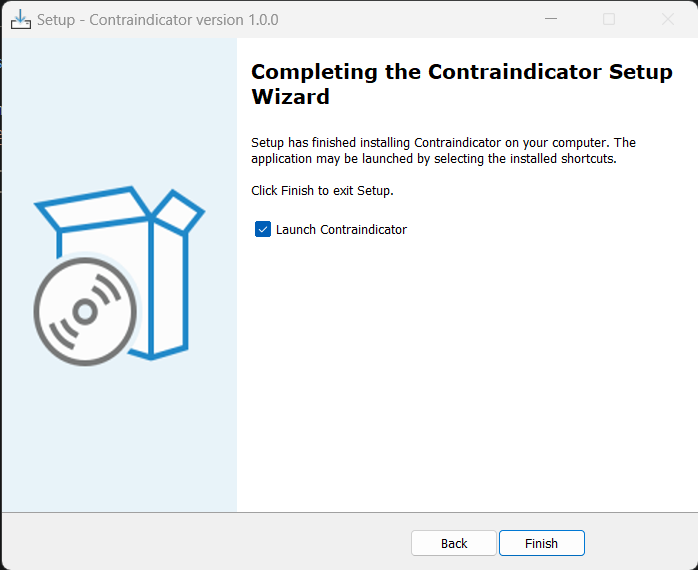 Setup - Contraindicator version 1.0.0
Completing the Contraindicator Setup
Wizard
Setup has finished installing Contraindicator on your computer. The
application may be launched by selecting the installed shortcuts.
Click Finish to exit Setup.
Launch Contraindicator
Back
Finish